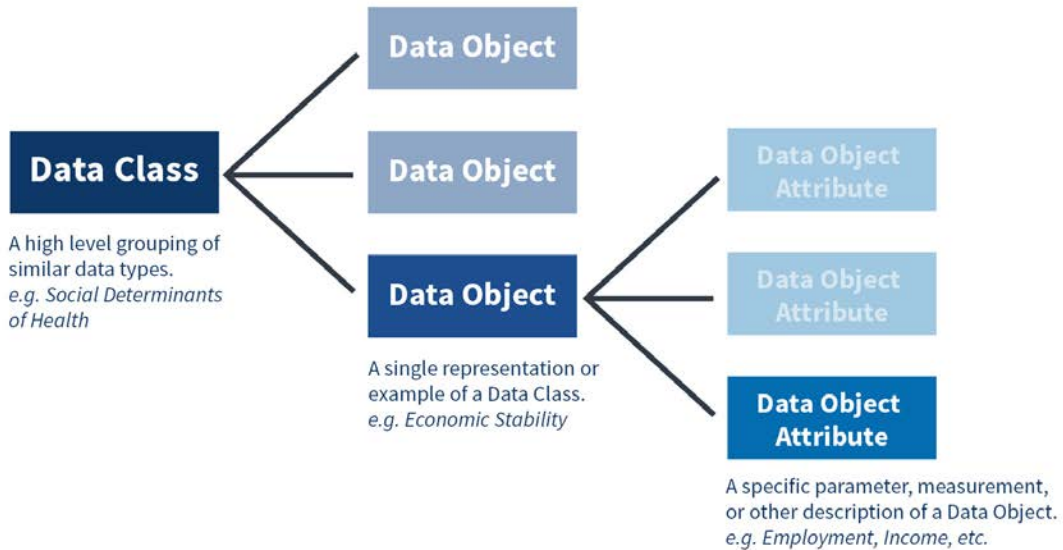 Data Class
A high level grouping of
similar data types.
e.g. Social Determinants
of Health
Data Object
Data Object
Data Object
A single representation or
example of a Data Class.
e.g. Economic Stability
Data Object
Attribute
Data Object
Attribute
Data Object
Attribute
A specific parameter, measurement,
or other description of a Data Object.
e.g. Employment, Income, etc.